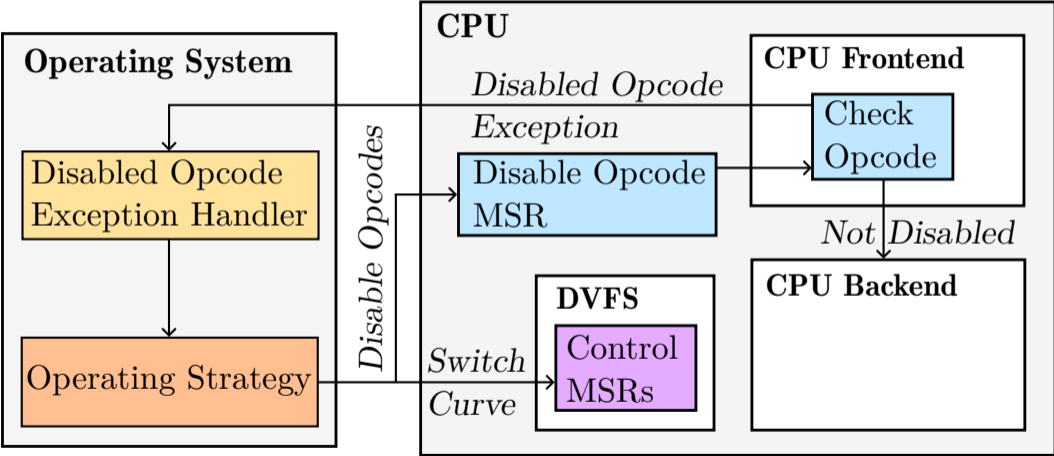 Operating System
Disabled Opcode
Exception Handler
Operating Strategy
Disable Opcodes
CPU
Disabled Opcode
Exception
Disable Opcode
MSR
Switch
Curve
DVFS
Control
MSRs
CPU Frontend
Check
Opcode
Not Disabled
CPU Backend